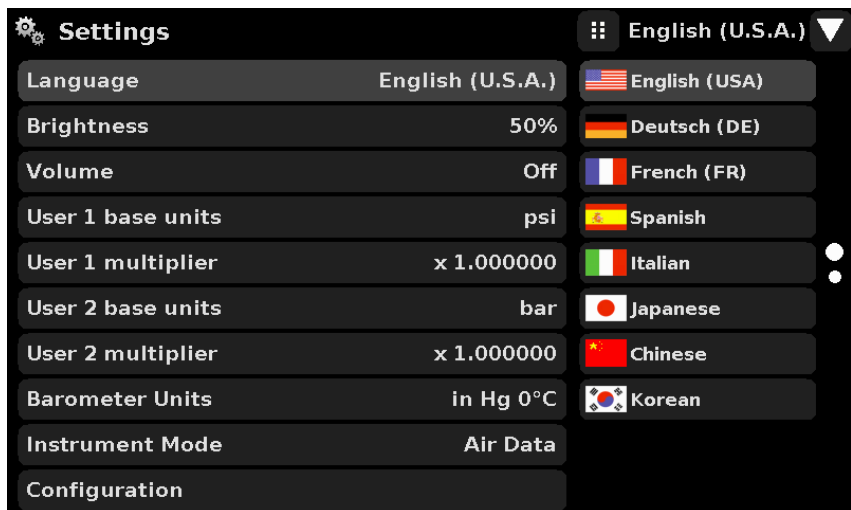 Settings
English (U.S.A.)
Language English (U.S.A.)
Brightness 50%
Volume Off
User 1 base units psi
User 1 multiplier x 1.000000
User 2 base units bar
User 2 multiplier x 1.000000
Barometer Units in Hg 0°C
Instrument Mode Air Data
Configuration
English (USA)
Deutsch (DE)
French (FR)
Spanish
Italian
Japanese
Chinese
Korean